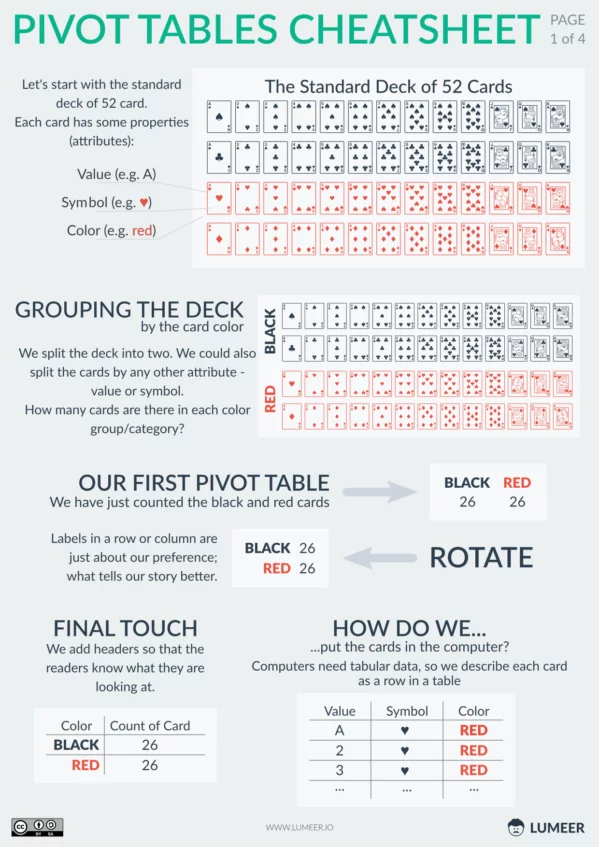 PIVOT TABLES CHEATSHEET
PAGE
1 of 4
Let's start with the standard
deck of 52 card.
Each card has some properties
(attributes):
Value (e.g. A)
Symbol (e.g. ♥)
Color (e.g. red)
The Standard Deck of 52 Cards
GROUPING THE DECK
by the card color
We split the deck into two. We could also
split the cards by any other attribute -
value or symbol.
How many cards are there in each color
group/category?
BLACK
RED
OUR FIRST PIVOT TABLE
We have just counted the black and red cards
BLACK RED
26 26
Labels in a row or column are
just about our preference;
what tells our story better.
BLACK 26
RED 26
ROTATE
FINAL TOUCH
We add headers so that the
readers know what they are
looking at.
Color Count of Card
BLACK 26
RED 26
HOW DO WE...
...put the cards in the computer?
Computers need tabular data, so we describe each card
as a row in a table
Value Symbol Color
A ♥ RED
2 ♥ RED
3 ♥ RED
... ... ...
CC BY SA
WWW.LUMEER.IO
LUMEER